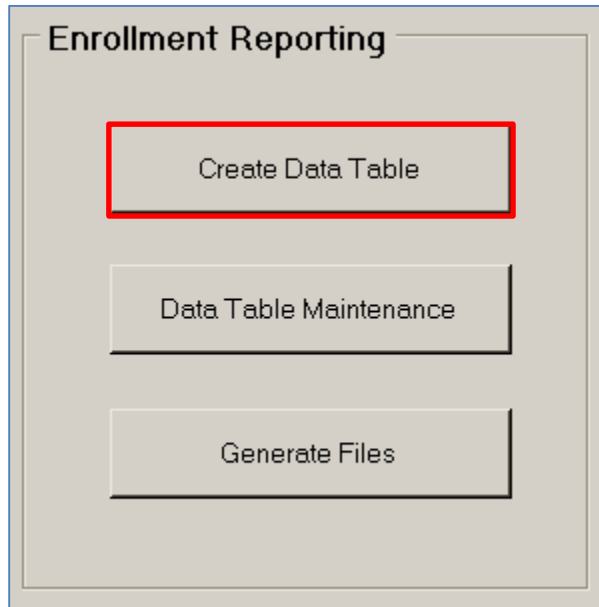 Enrollment Reporting
Create Data Table
Data Table Maintenance
Generate Files